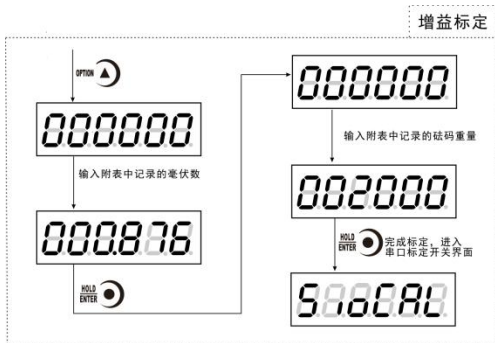 增益标定
OPTION
000000
输入附表中记录的毫伏数
000.876
HOLD
ENTER
000000
输入附表中记录的砝码重量
002000
HOLD
ENTER
完成标定，进入
串口标定开关界面
SioCAL